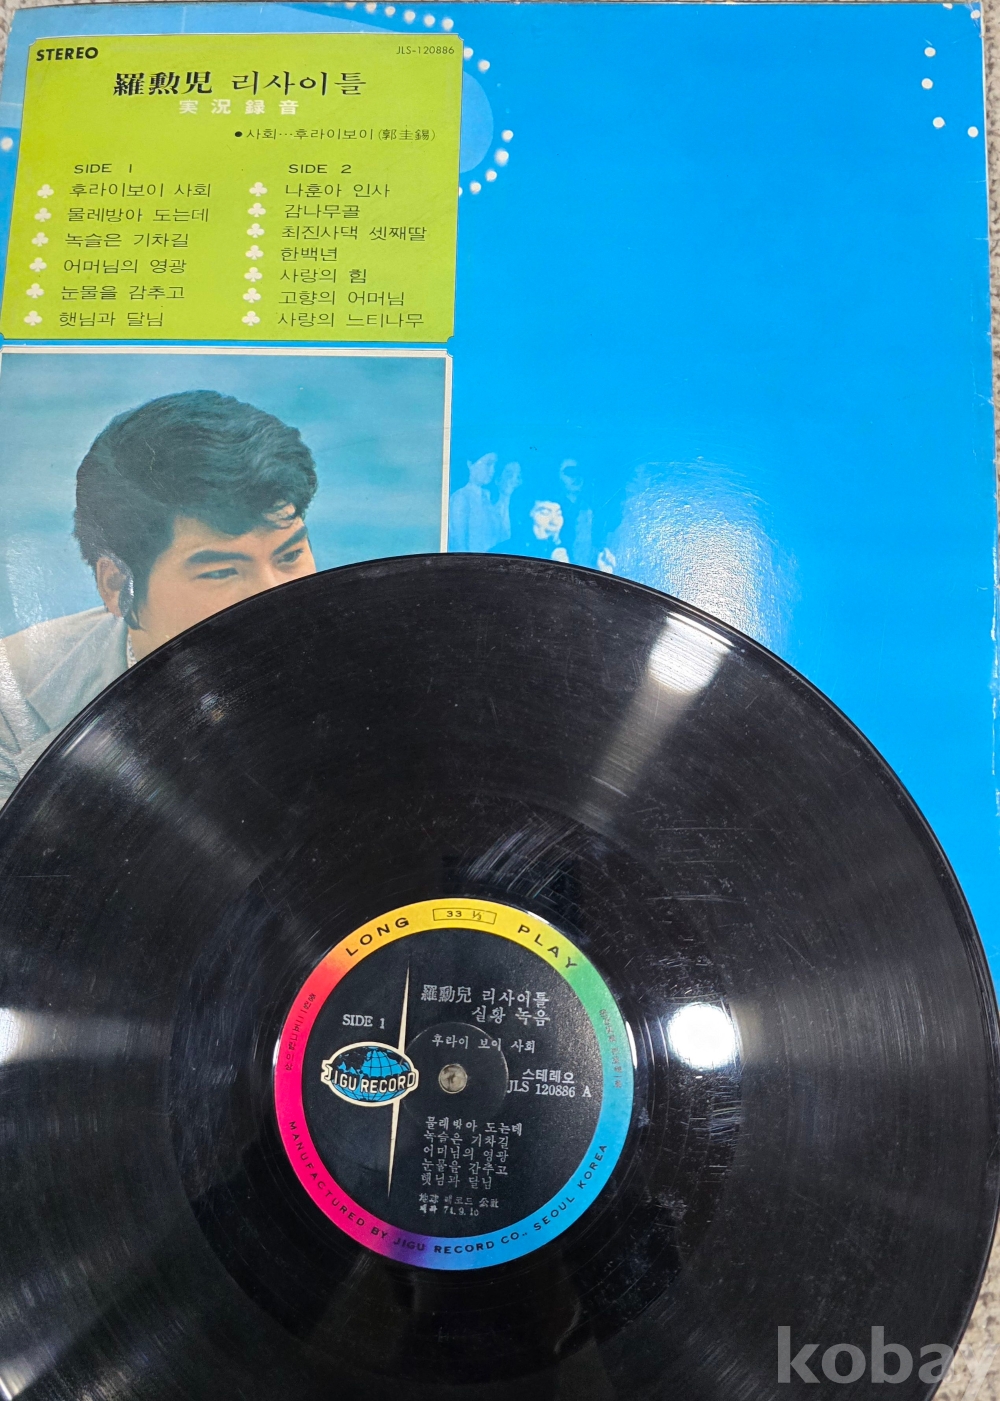 STEREO
JLS-120886
羅勲児 리사이틀
実況録音
●사회…후라이보이(郭圭錫)
SIDE 1
♣ 후라이보이 사회
♣ 물레방아 도는데
♣ 녹슬은 기차길
♣ 어머님의 영광
♣ 눈물을 감추고
♣ 햇님과 달님
SIDE 2
♣ 나훈아 인사
♣ 감나무골
♣ 최진사댁 셋째딸
♣ 한백년
♣ 사랑의 힘
♣ 고향의 어머님
♣ 사랑의 느티나무
LONG 33 ⅓ PLAY
羅勳兒 리사이틀
실황 녹음
SIDE 1
후라이 보이 사회
JIGU RECORD
스테레오
JLS 120886 A
물레방아 도는데
녹슬은 기차길
어머님의 영광
눈물을 감추고
햇님과 달님
레코드
MANUFACTURED BY JIGU RECORD CO., SEOUL KOREA
kobay